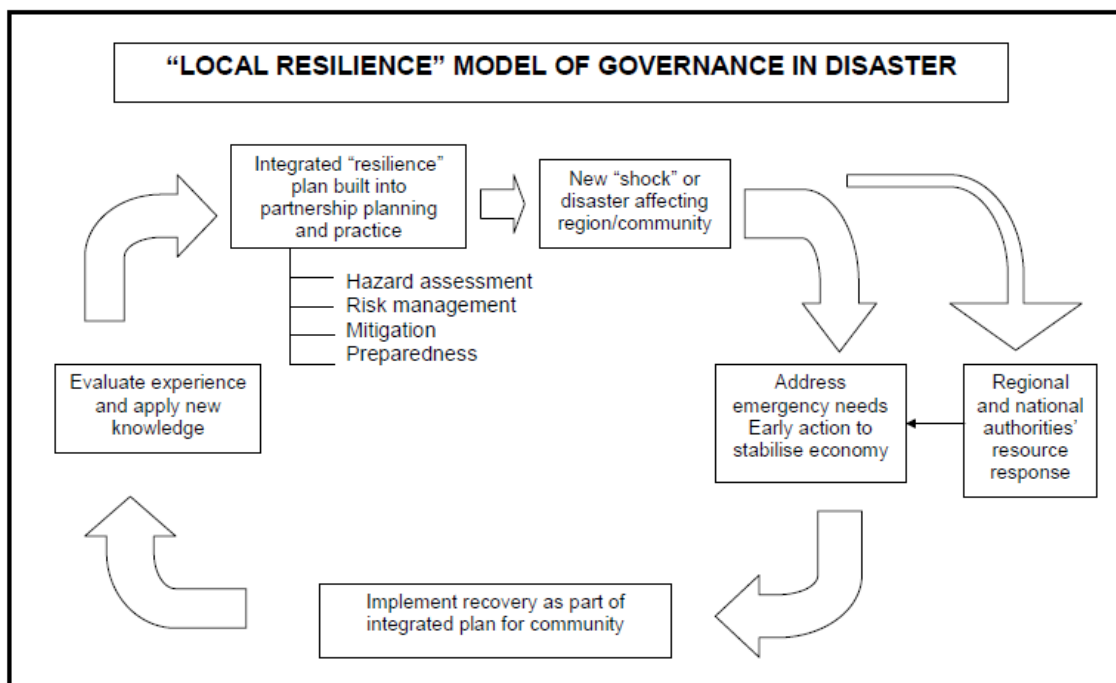 “LOCAL RESILIENCE” MODEL OF GOVERNANCE IN DISASTER
Integrated “resilience”
plan built into
partnership planning
and practice
New “shock” or
disaster affecting
region/community
Hazard assessment
Risk management
Mitigation
Preparedness
Evaluate experience
and apply new
knowledge
Address
emergency needs
Early action to
stabilise economy
Regional
and national
authorities’
resource
response
Implement recovery as part of
integrated plan for community